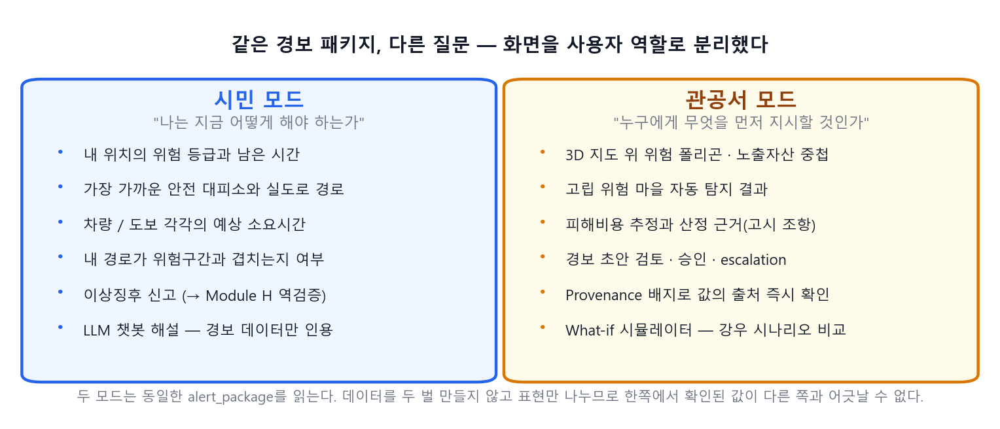 같은 경보 패키지, 다른 질문 — 화면을 사용자 역할로 분리했다
시민 모드
"나는 지금 어떻게 해야 하는가"
• 내 위치의 위험 등급과 남은 시간
• 가장 가까운 안전 대피소와 실도로 경로
• 차량 / 도보 각각의 예상 소요시간
• 내 경로가 위험구간과 겹치는지 여부
• 이상징후 신고 (→ Module H 역검증)
• LLM 챗봇 해설 — 경보 데이터만 인용
관공서 모드
"누구에게 무엇을 먼저 지시할 것인가"
• 3D 지도 위 위험 폴리곤 · 노출자산 중첩
• 고립 위험 마을 자동 탐지 결과
• 피해비용 추정과 산정 근거(고시 조항)
• 경보 초안 검토 · 승인 · escalation
• Provenance 배지로 값의 출처 즉시 확인
• What-if 시뮬레이터 — 강우 시나리오 비교
두 모드는 동일한 alert_package를 읽는다. 데이터를 두 벌 만들지 않고 표현만 나누므로 한쪽에서 확인된 값이 다른 쪽과 어긋날 수 없다.